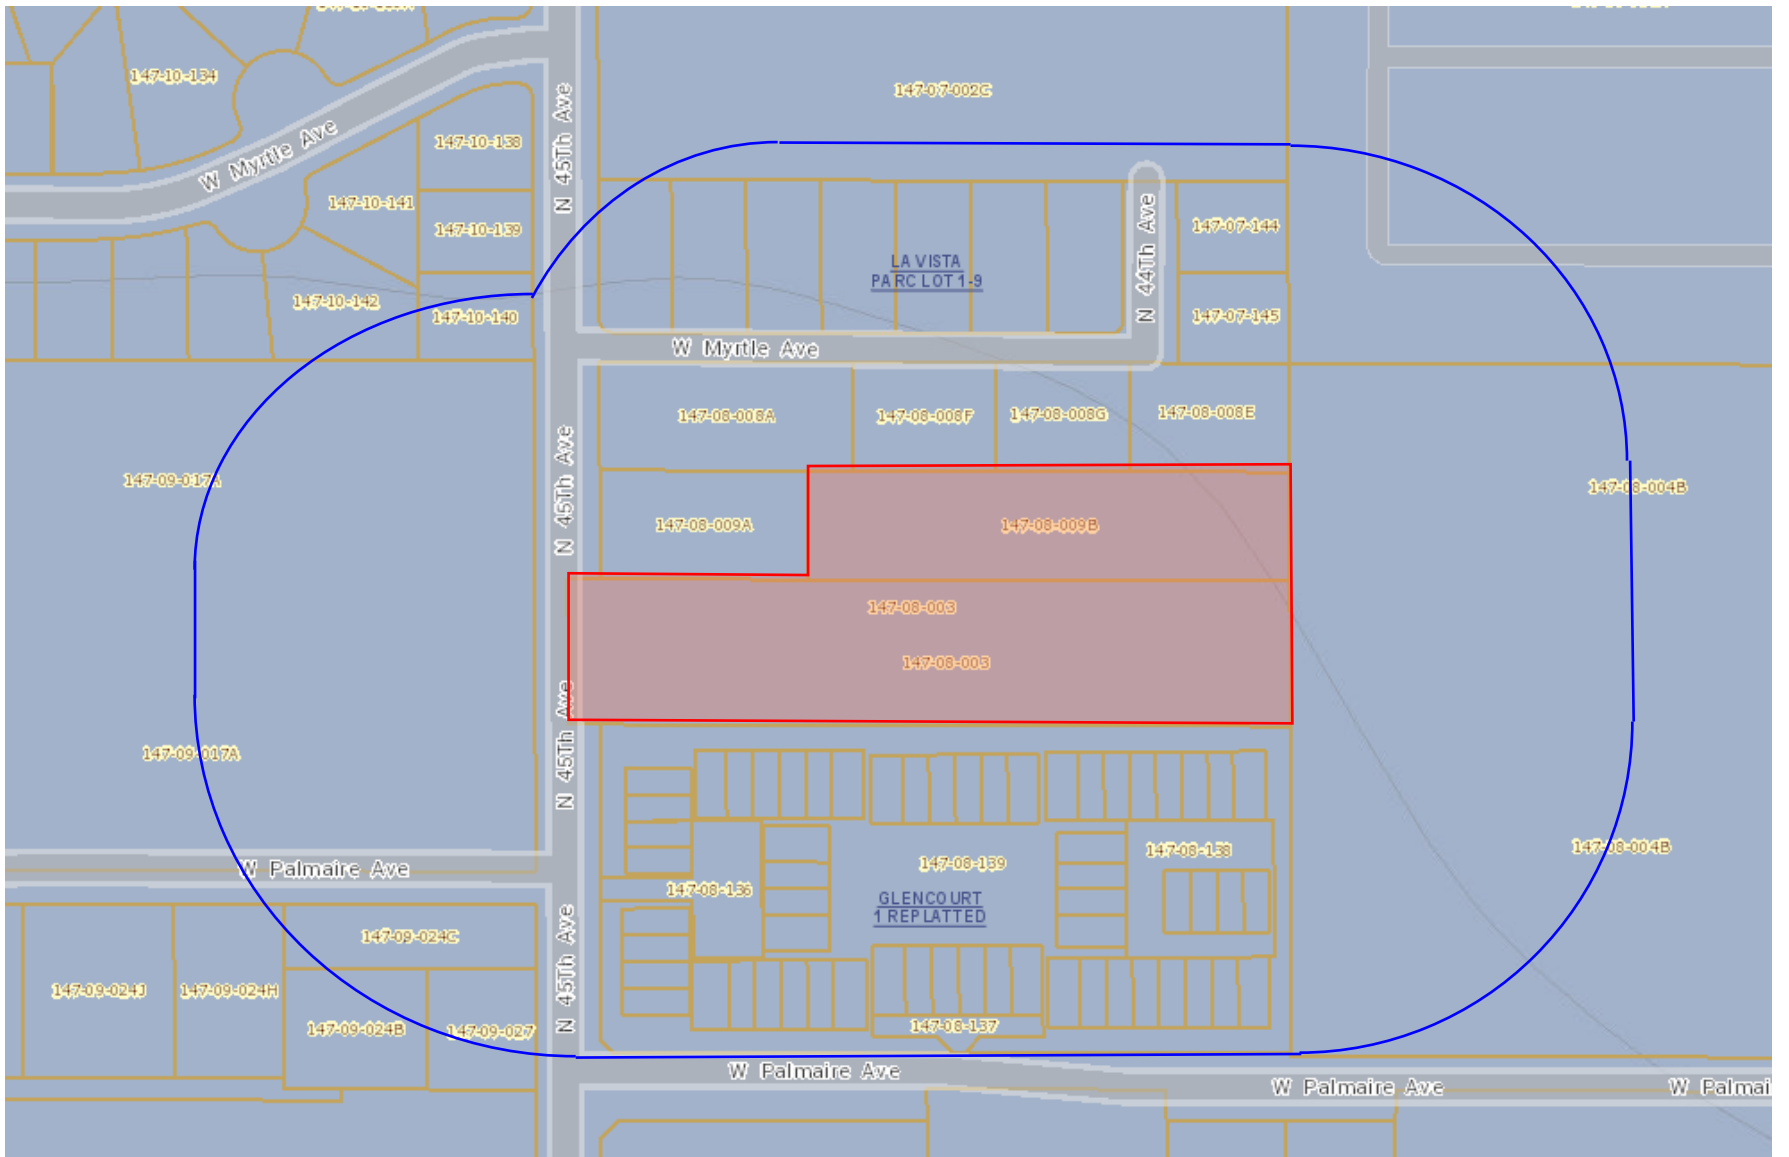 147-10-134
147-07-002C
N 45Th Ave
W Myrtle Ave
147-10-138
147-10-141
147-10-139
N 44Th Ave
147-07-144
LA VISTA
PARC LOT 1-9
147-10-142
147-10-140
147-07-145
W Myrtle Ave
147-08-008A
147-08-008F
147-08-008G
147-08-008E
N 45Th Ave
147-09-017A
147-08-004B
147-08-009A
147-08-009B
147-08-003
147-08-003
N 45Th Ave
147-09-017A
147-08-004B
W Palmaire Ave
147-08-139
147-08-138
147-08-136
GLENCOURT
1 REPLATTED
147-09-024C
N 45Th Ave
147-09-024J
147-09-024H
147-09-024B
147-09-027
147-08-137
W Palmaire Ave
W Palmaire Ave
W Palmai